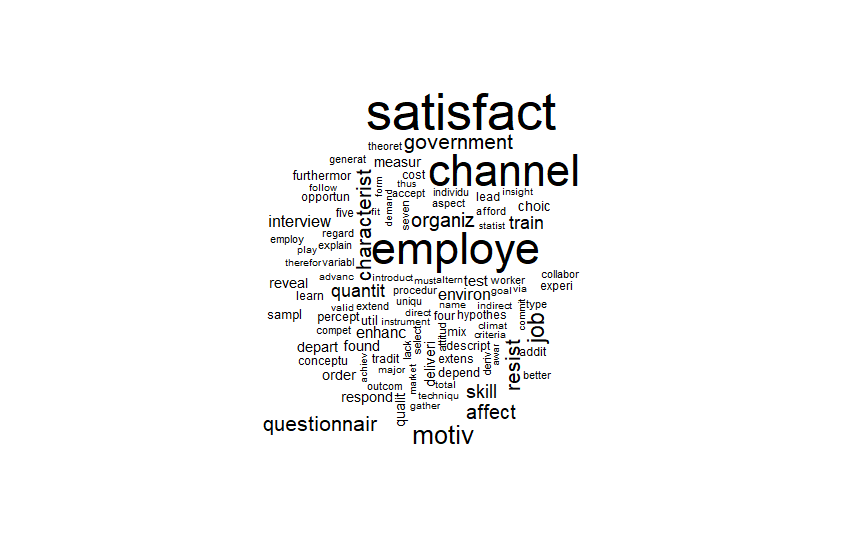 satisfact
theoret
government
generat
measur
channel
furthermor
cost
characterist
form
thus
accept
individu
lead
insight
follow
opportun
demand
aspect
choic
five
fit
seven
organiz
afford
train
interview
statist
regard
employ
explain
play
employe
therefor
variabl
advanc
introduct
must
altern
test
worker
collabor
experi
reveal
quantit
procedur
environ
goal
via
learn
uniqu
name
indirect
type
valid
extend
direct
commit
sampl
percept
util
instrument
four
hypothes
job
compet
enhanc
select
attitud
mix
climat
criteria
depart
found
lack
deliveri
descript
awar
resist
addit
conceptu
achiev
tradit
extens
deriv
order
major
market
depend
better
outcom
total
skill
respond
techniqu
qualit
gather
affect
questionnair
motiv